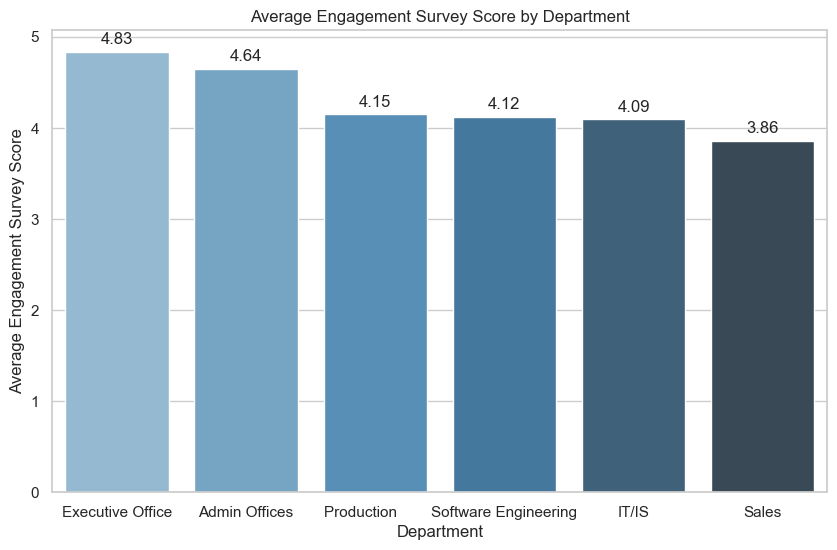 Average Engagement Survey Score by Department
Average Engagement Survey Score
5
4
3
2
1
0
4.83
4.64
4.15
4.12
4.09
3.86
Executive Office
Admin Offices
Production
Software Engineering
IT/IS
Sales
Department